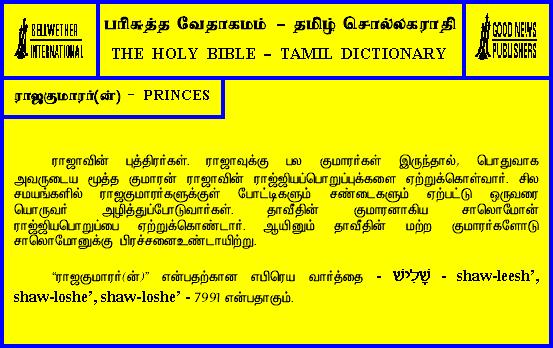 BELLWETHER
INTERNATIONAL
பரிசுத்த வேதாகமம் - தமிழ் சொல்லகராதி
THE HOLY BIBLE – TAMIL DICTIONARY
GOOD NEWS
PUBLISHERS
ராஜகுமாரர்(ன்) - PRINCES
ராஜாவின் புத்திரர்கள். ராஜாவுக்கு பல குமாரர்கள் இருந்தால், பொதுவாக
அவருடைய மூத்த குமாரன் ராஜாவின் ராஜ்ஜியப்பொறுப்புக்களை ஏற்றுக்கொள்வார். சில
சமயங்களில் ராஜகுமாரர்களுக்குள் போட்டிகளும் சண்டைகளும் ஏற்பட்டு ஒருவரை
யொருவர் அழித்துப்போடுவார்கள். தாவீதின் குமாரனாகிய சாலொமோன்
ராஜ்ஜியபொறுப்பை ஏற்றுக்கொண்டார். ஆயினும் தாவீதின் மற்ற குமாரர்களோடு
சாலொமோனுக்கு பிரச்சனைஉண்டாயிற்று.
“ராஜகுமாரர்(ன்)” என்பதற்கான எபிரெய வார்த்தை - שָׁלִישׁ - shaw-leesh’,
shaw-loshe’, shaw-loshe’ - 7991 என்பதாகும்.